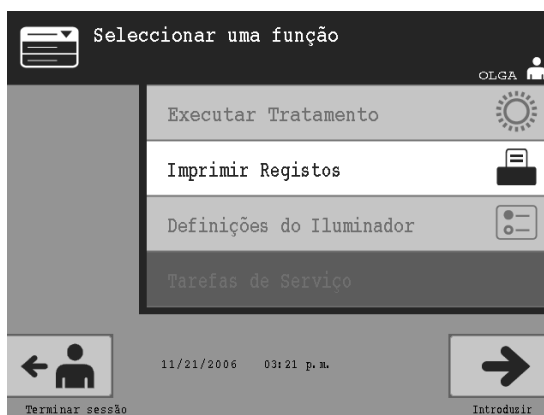 Seleccionar uma função
OLGA
Executar Tratamento
Imprimir Registos
Definições do Iluminador
Tarefas de Serviço
11/21/2006 03:21 p.m.
Terminar sessão
Introduzir